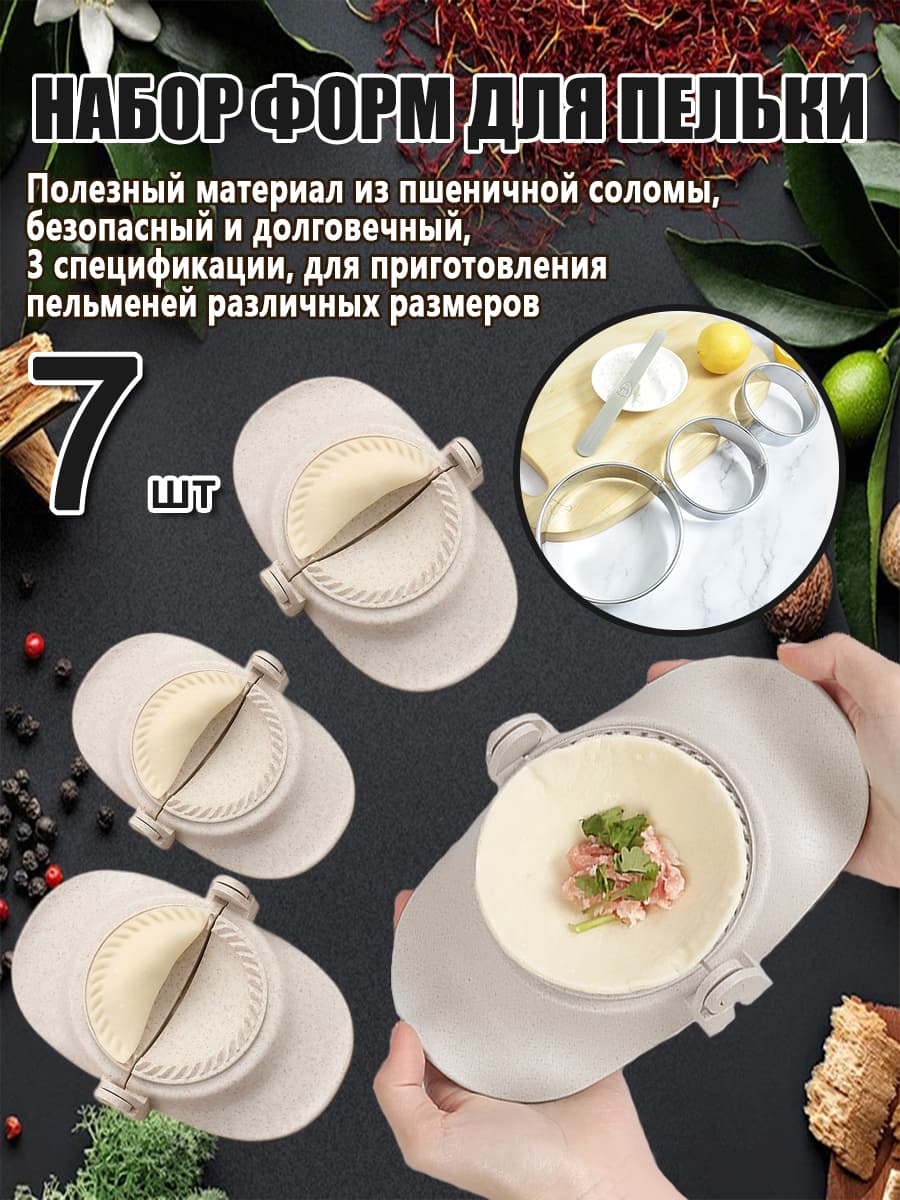 НАБОР ФОРМ ДЛЯ ПЕЛЬКИ
Полезный материал из пшеничной соломы,
безопасный и долговечный,
3 спецификации, для приготовления
пельменей различных размеров
7 шт